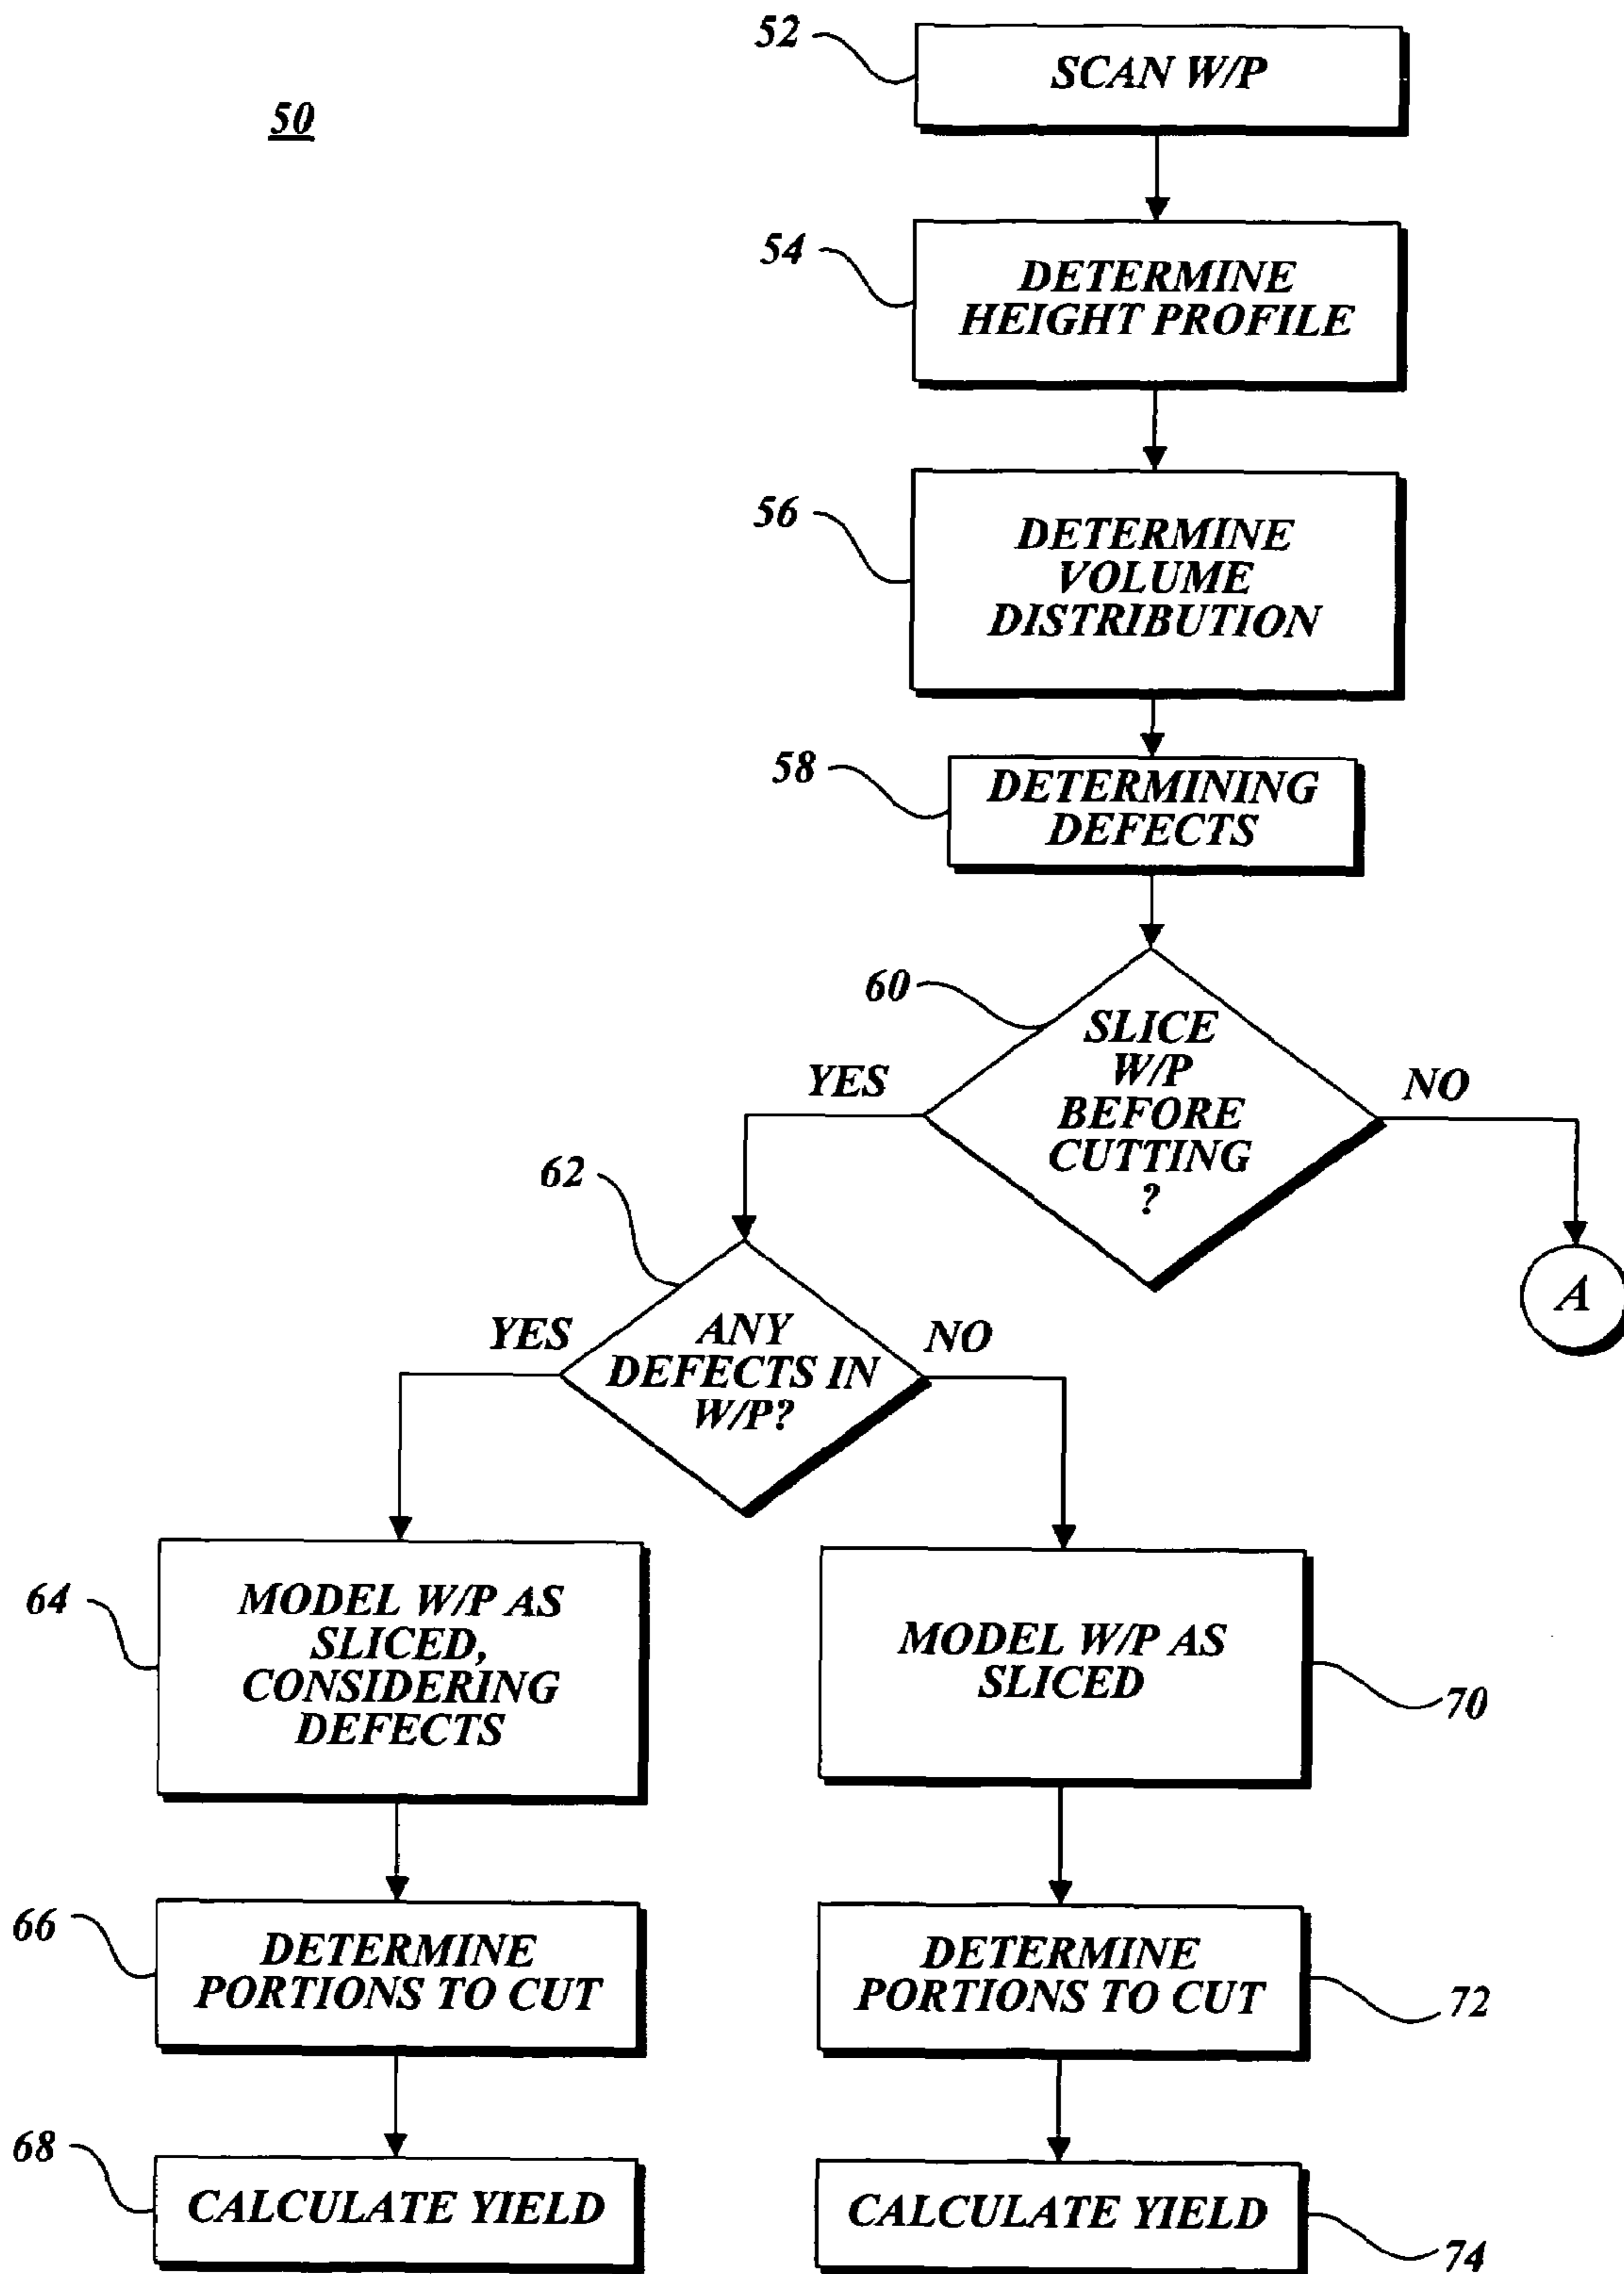 50
52
SCAN W/P
54
DETERMINE
HEIGHT PROFILE
56
DETERMINE
VOLUME
DISTRIBUTION
58
DETERMINING
DEFECTS
60
SLICE
W/P
BEFORE
CUTTING
?
YES
NO
A
62
ANY
DEFECTS IN
W/P?
YES
NO
64
MODEL W/P AS
SLICED,
CONSIDERING
DEFECTS
MODEL W/P AS
SLICED
70
66
DETERMINE
PORTIONS TO CUT
DETERMINE
PORTIONS TO CUT
72
68
CALCULATE YIELD
CALCULATE YIELD
74